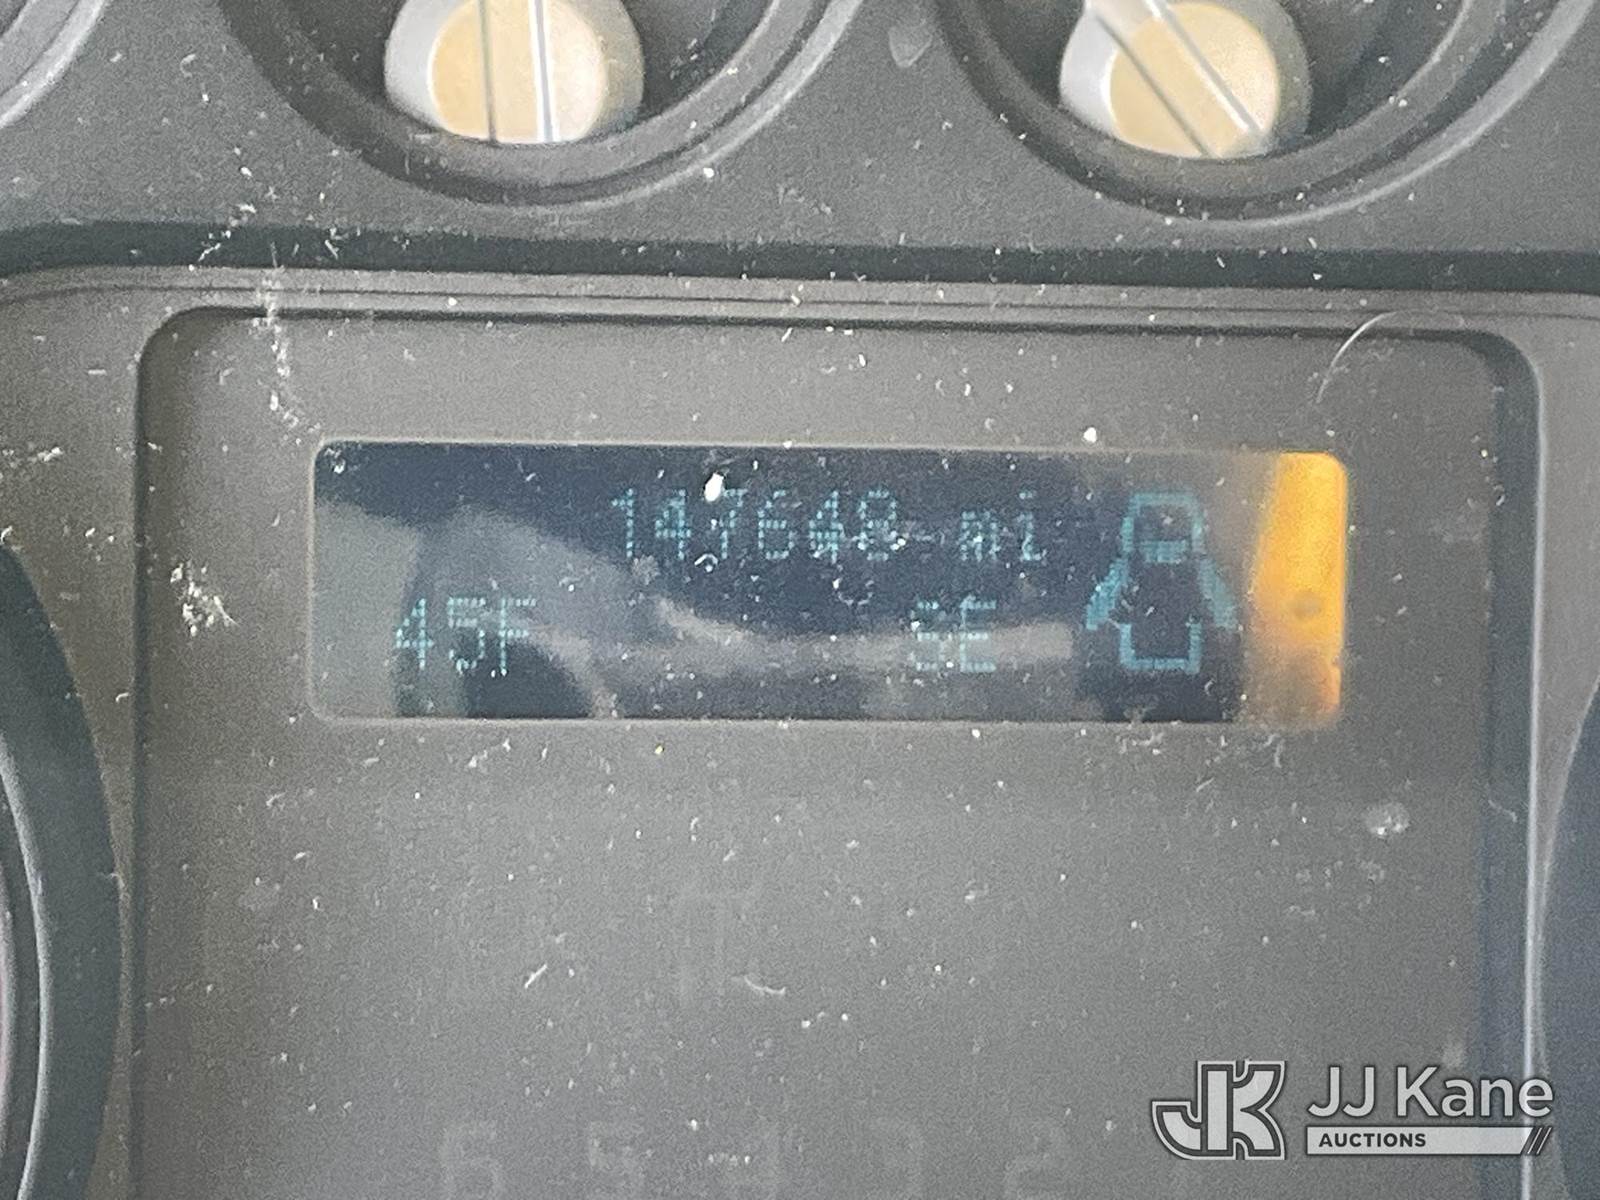 147648 mi
45F SE
JJ Kane
AUCTIONS